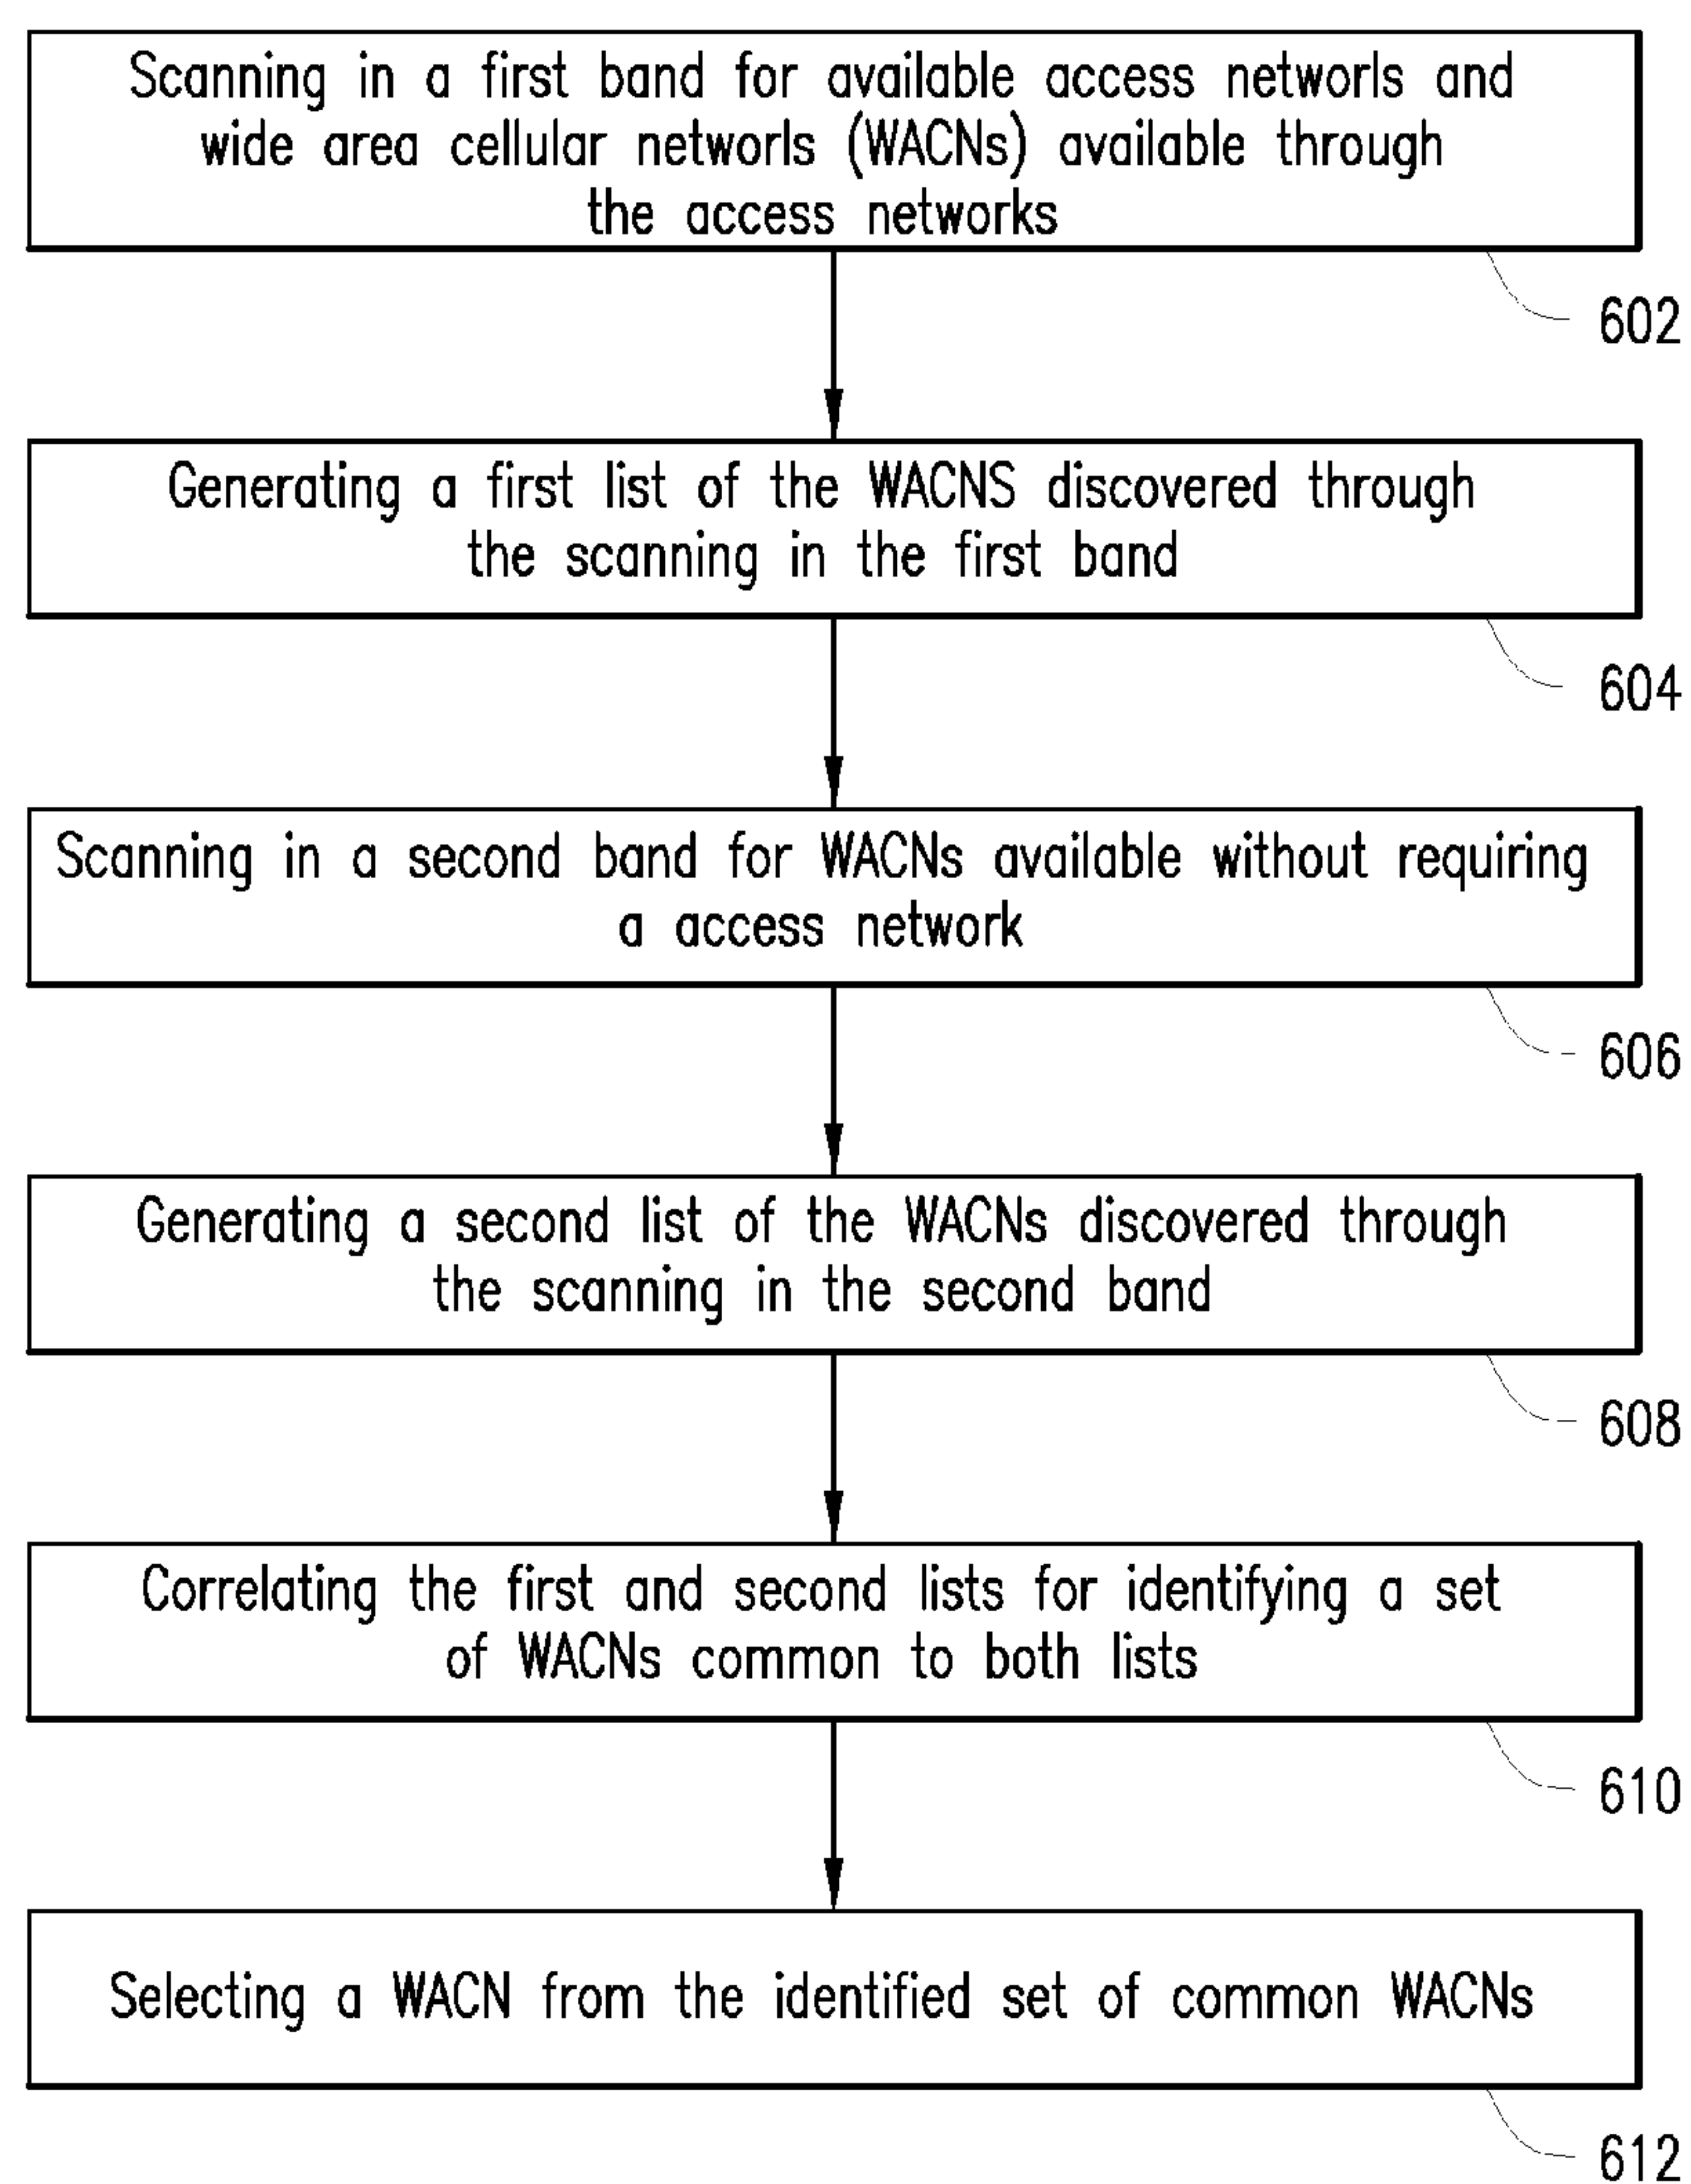 Scanning in a first band for available access networls and
wide area cellular networls (WACNs) available through
the access networks
602
Generating a first list of the WACNS discovered through
the scanning in the first band
604
Scanning in a second band for WACNs available without requiring
a access network
606
Generating a second list of the WACNs discovered through
the scanning in the second band
608
Correlating the first and second lists for identifying a set
of WACNs common to both lists
610
Selecting a WACN from the identified set of common WACNs
612